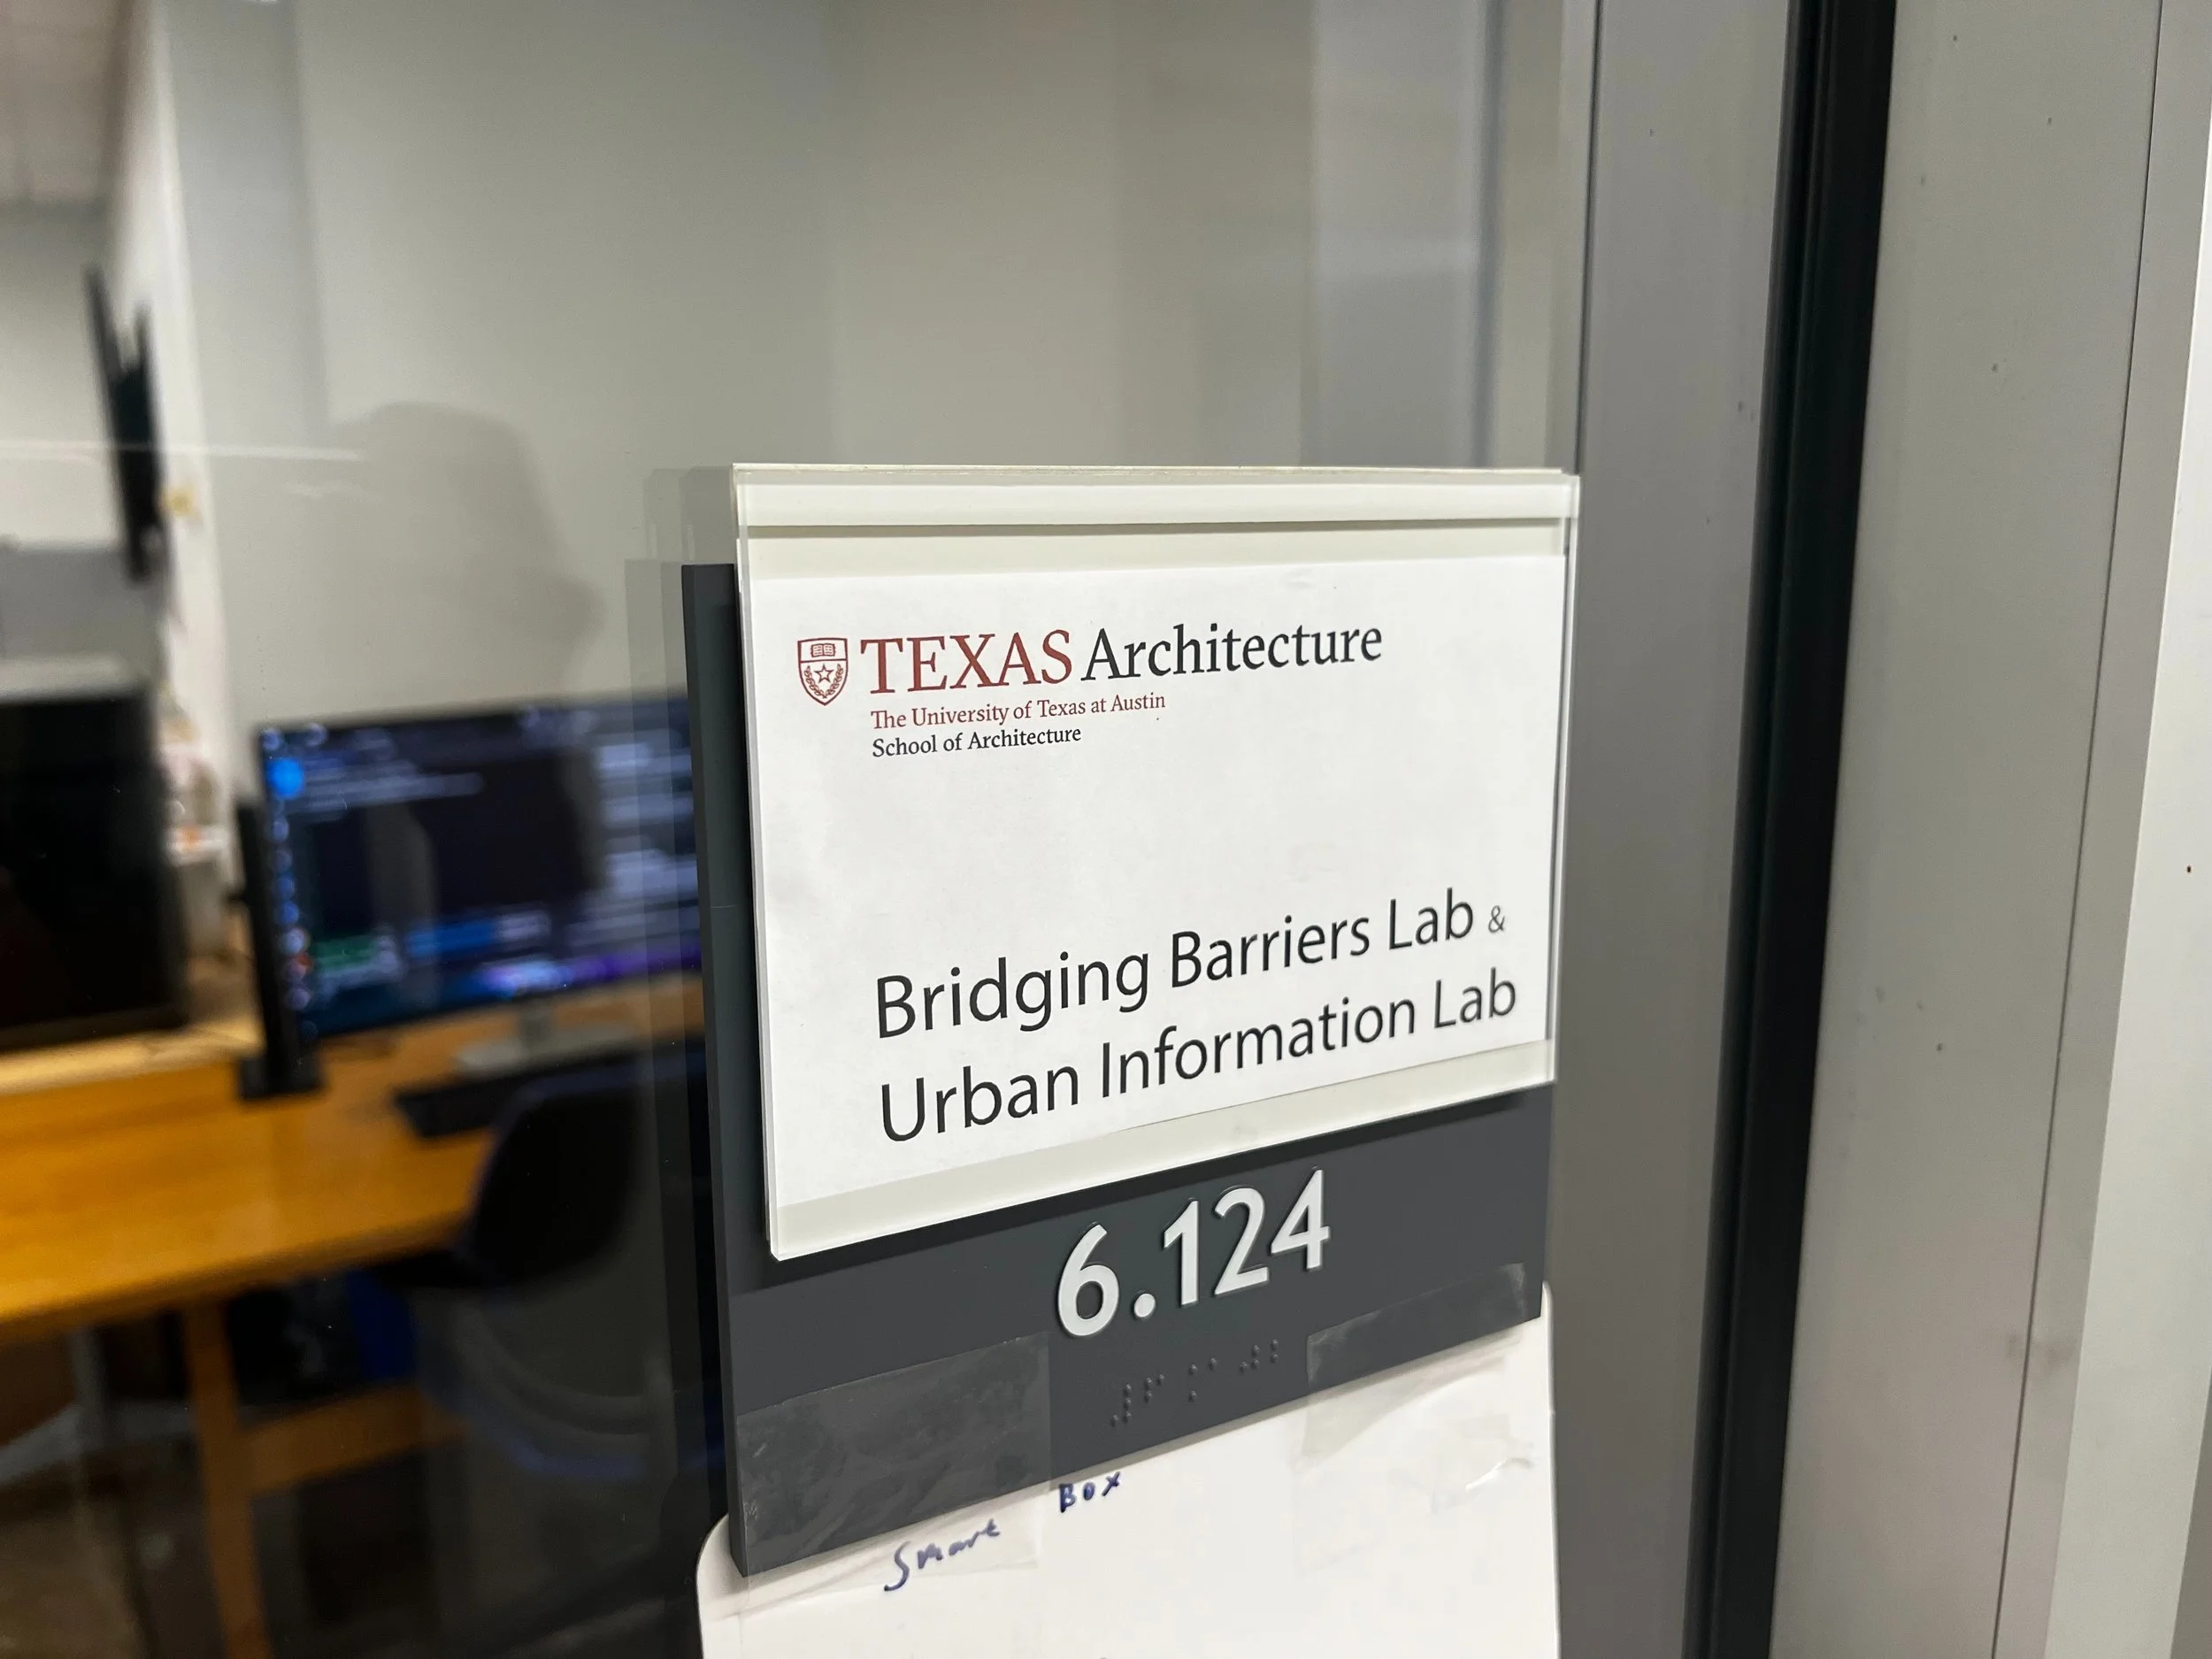 TEXAS Architecture
The University of Texas at Austin
School of Architecture
Bridging Barriers Lab &
Urban Information Lab
6.124
Smart Box